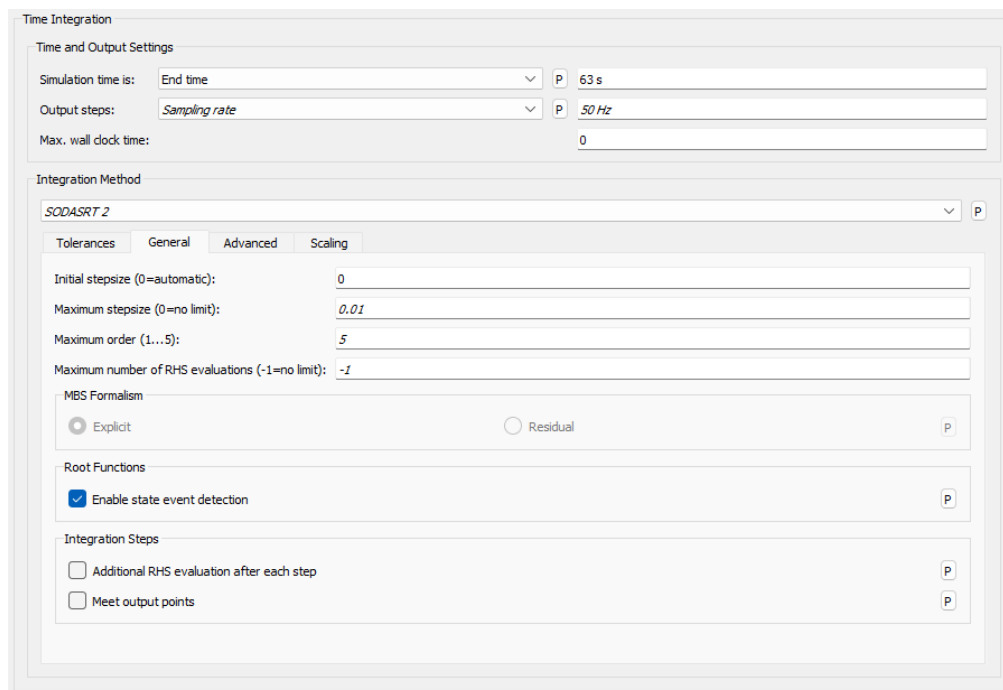 Time Integration
Time and Output Settings
Simulation time is: End time P 63 s
Output steps: Sampling rate P 50 Hz
Max. wall clock time: 0
Integration Method
SODASRT 2 P
Tolerances General Advanced Scaling
Initial stepsize (0=automatic): 0
Maximum stepsize (0=no limit): 0.01
Maximum order (1...5): 5
Maximum number of RHS evaluations (-1=no limit): -1
MBS Formalism
Explicit Residual P
Root Functions
Enable state event detection P
Integration Steps
Additional RHS evaluation after each step P
Meet output points P